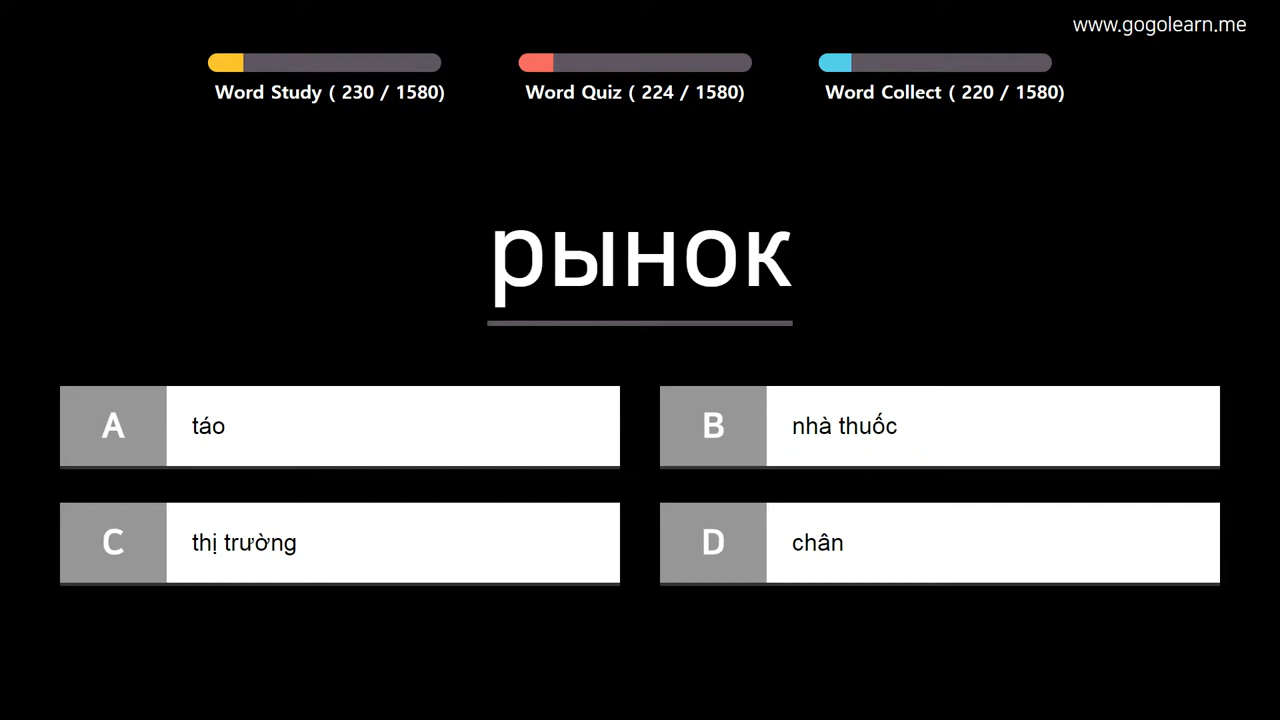 www.gogolearn.me
Word Study ( 230 / 1580)
Word Quiz ( 224 / 1580)
Word Collect ( 220 / 1580)
рынок
A táo
B nhà thuốc
C thị trường
D chân